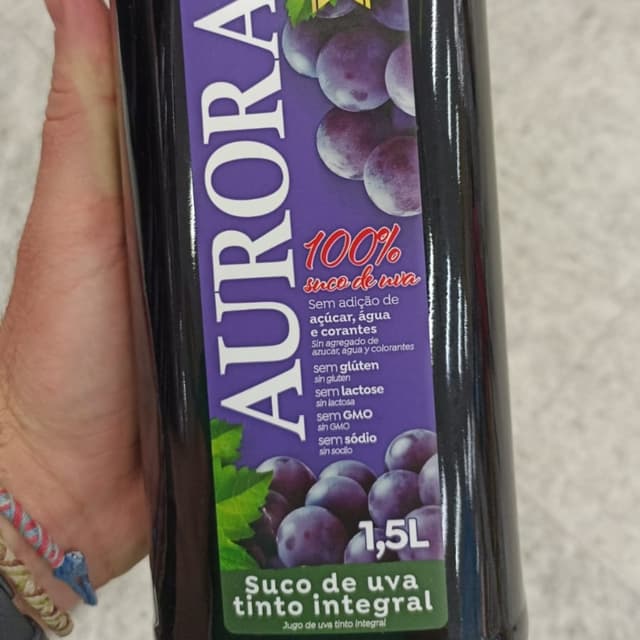 AURORA
100%
suco de uva
Sem adição de
açúcar, água
e corantes
Sin agregado de
azucar, agua y colorantes
sem glúten
sin gluten
sem lactose
sin lactosa
sem GMO
sin GMO
sem sódio
sin sodio
1,5L
Suco de uva
tinto integral
Jugo de uva tinto integral